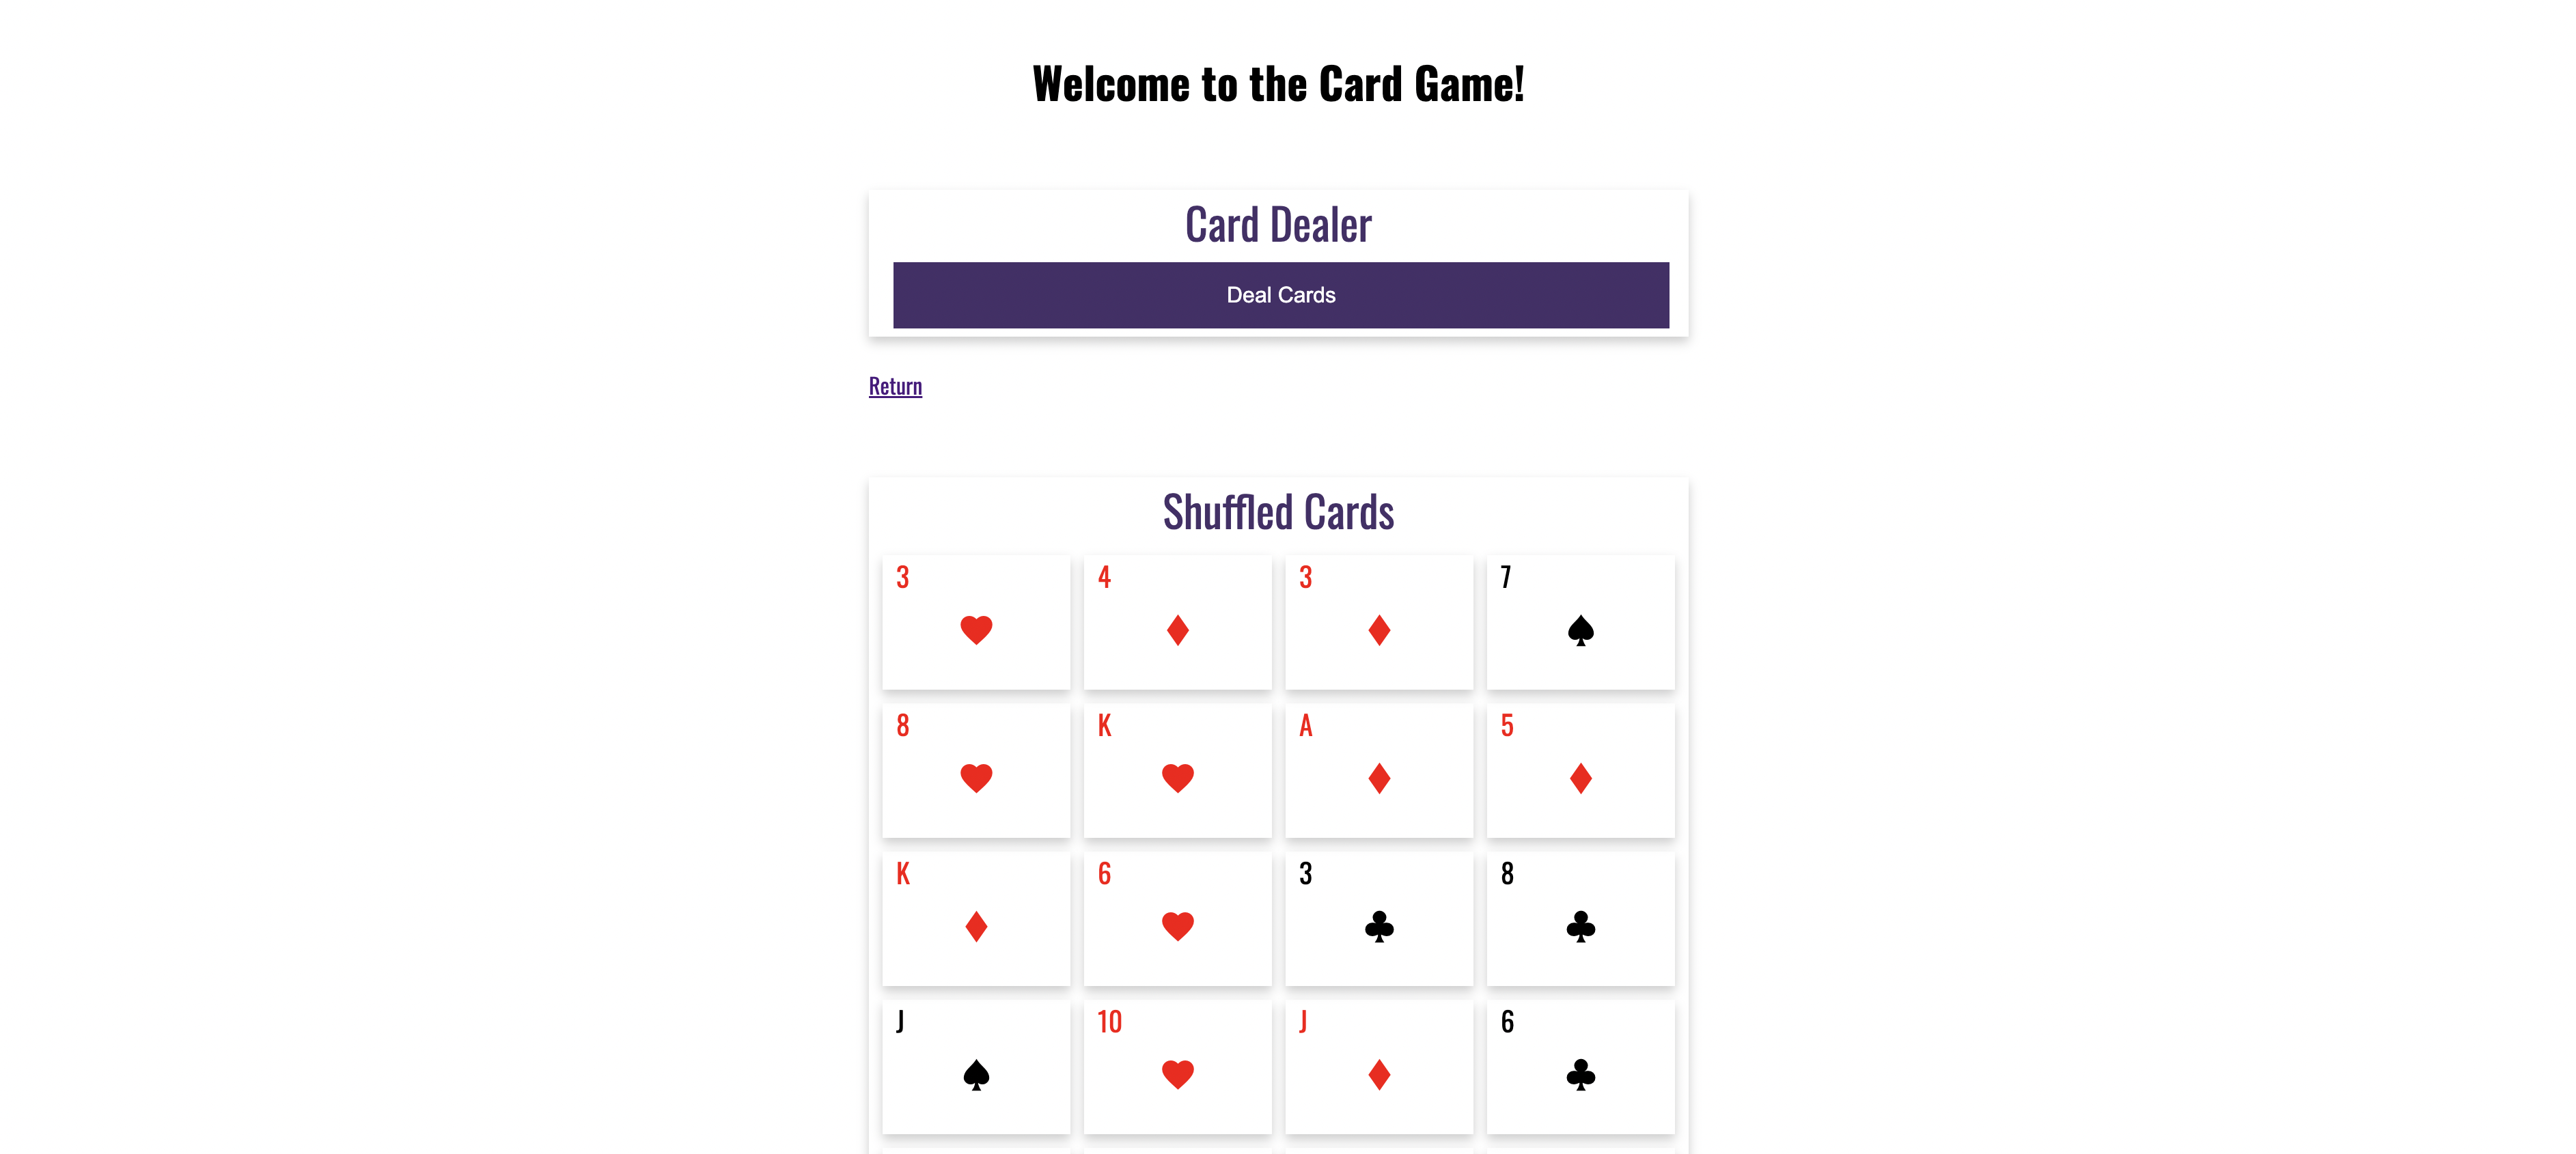 Welcome to the Card Game!
Card Dealer
Deal Cards
Return
Shuffled Cards
3 4 3 7
8 K A 5
K 6 3 8
J 10 J 6